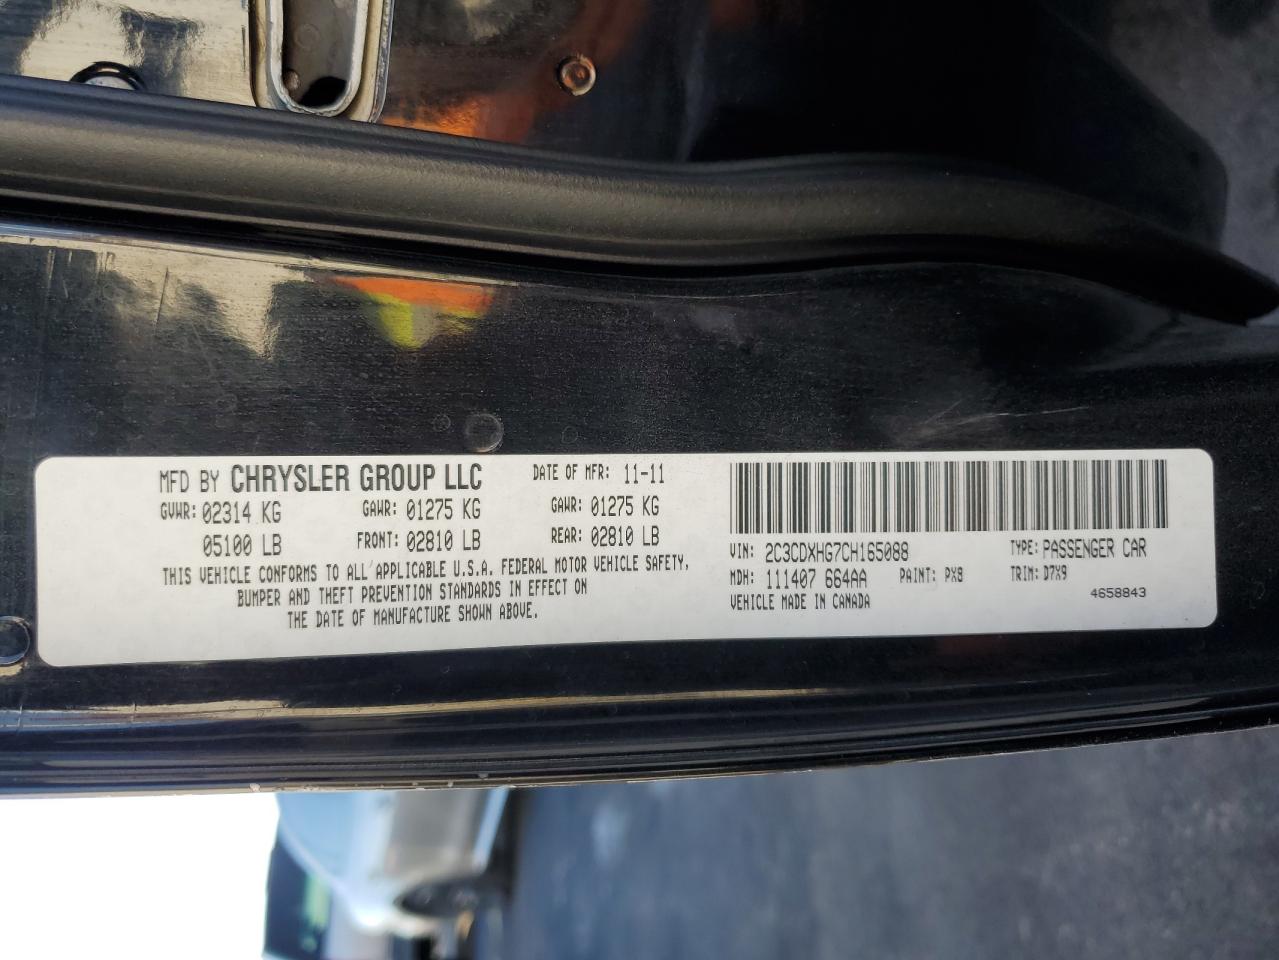 MFD BY CHRYSLER GROUP LLC DATE OF MFR: 11-11
GVWR: 02314 KG GAWR: 01275 KG GAWR: 01275 KG
05100 LB FRONT: 02810 LB REAR: 02810 LB
THIS VEHICLE CONFORMS TO ALL APPLICABLE U.S.A. FEDERAL MOTOR VEHICLE SAFETY,
BUMPER AND THEFT PREVENTION STANDARDS IN EFFECT ON
THE DATE OF MANUFACTURE SHOWN ABOVE.
VIN: 2C3CDXHG7CH165088 TYPE: PASSENGER CAR
MDH: 111407 664AA PAINT: PX8 TRIM: D7X9
VEHICLE MADE IN CANADA 4658843